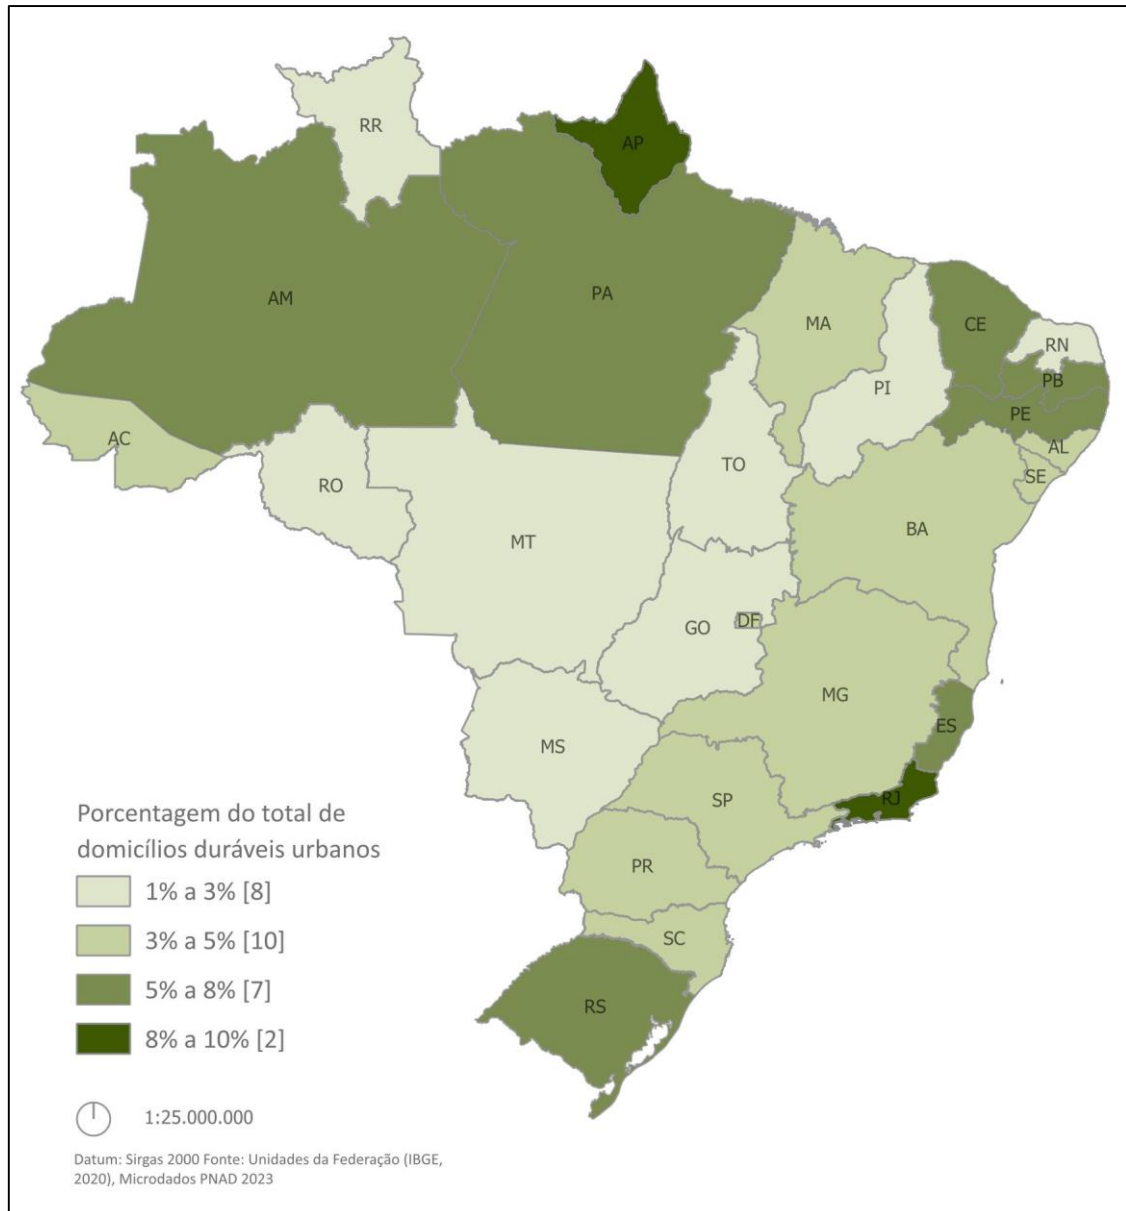 RR
AP
AM
PA
MA
CE
RN
PI
PB
PE
AC
AL
TO
SE
RO
BA
MT
DF
GO
MG
ES
MS
SP
RJ
PR
SC
RS
Porcentagem do total de
domicílios duráveis urbanos
1% a 3% [8]
3% a 5% [10]
5% a 8% [7]
8% a 10% [2]
1:25.000.000
Datum: Sirgas 2000 Fonte: Unidades da Federação (IBGE,
2020), Microdados PNAD 2023